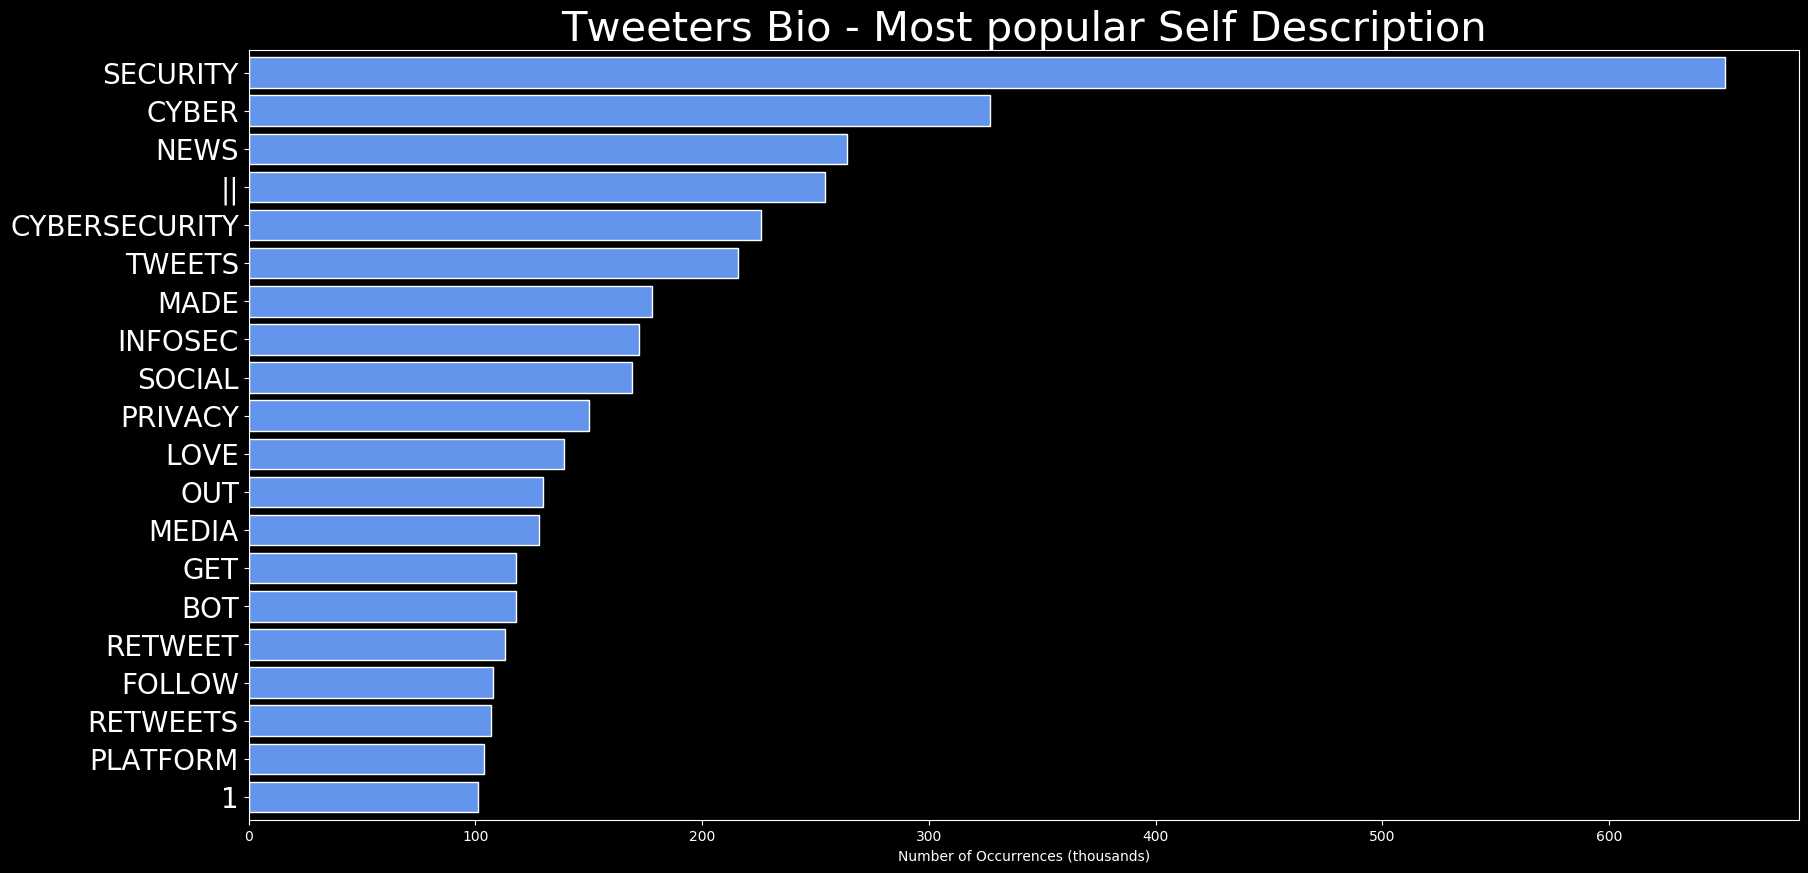 Tweeters Bio - Most popular Self Description
SECURITY
CYBER
NEWS
||
CYBERSECURITY
TWEETS
MADE
INFOSEC
SOCIAL
PRIVACY
LOVE
OUT
MEDIA
GET
BOT
RETWEET
FOLLOW
RETWEETS
PLATFORM
1
0 100 200 300 400 500 600
Number of Occurrences (thousands)